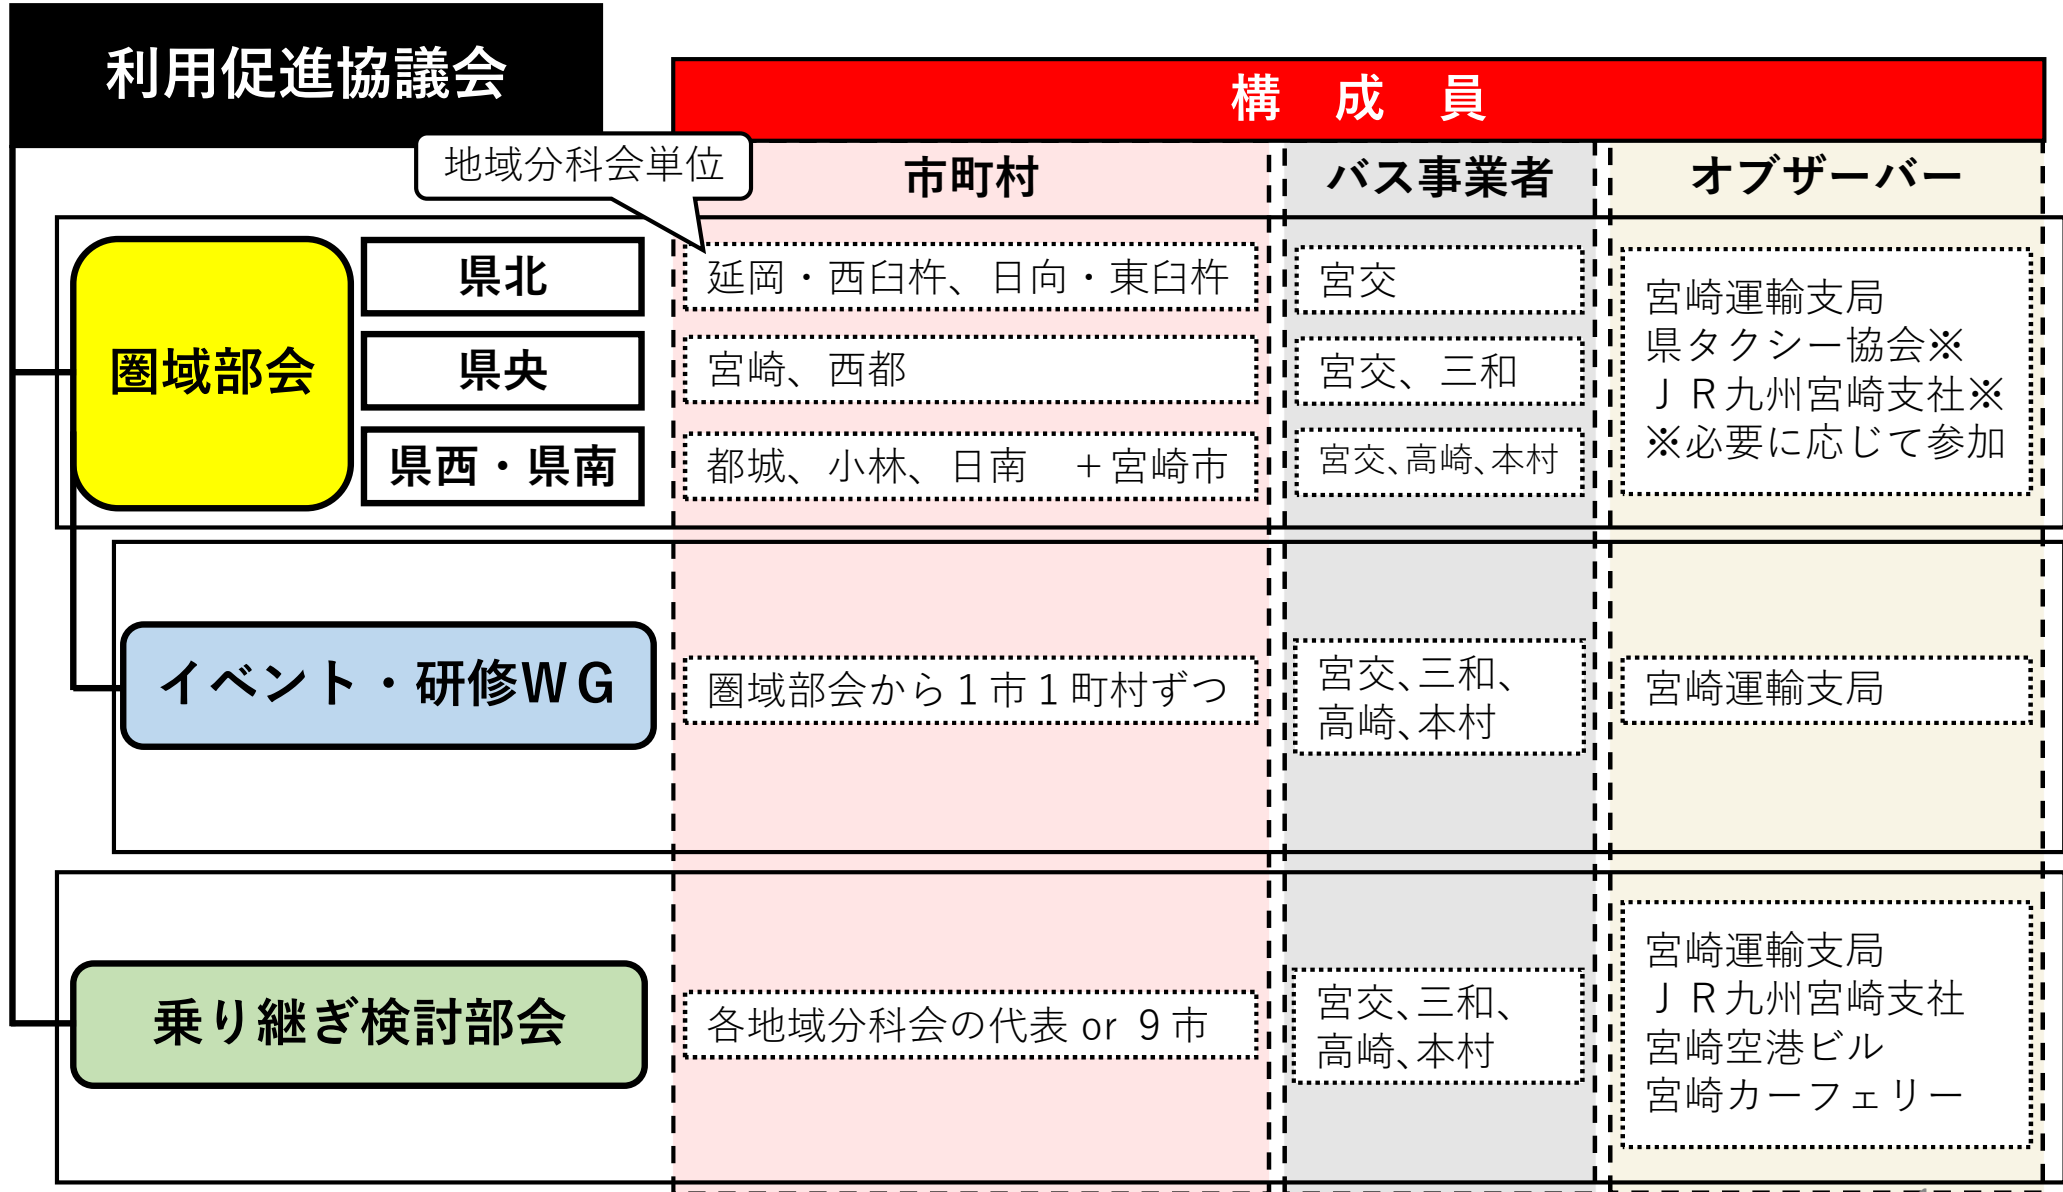 利用促進協議会
構　成　員
地域分科会単位
市町村
バス事業者
オブザーバー
圏域部会
県北
延岡・西臼杵、日向・東臼杵
宮交
県央
宮崎、西都
宮交、三和
県西・県南
都城、小林、日南　＋宮崎市
宮交、高崎、本村
宮崎運輸支局
県タクシー協会※
ＪＲ九州宮崎支社※
※必要に応じて参加
イベント・研修ＷＧ
圏域部会から１市１町村ずつ
宮交、三和、
高崎、本村
宮崎運輸支局
乗り継ぎ検討部会
各地域分科会の代表 or ９市
宮交、三和、
高崎、本村
宮崎運輸支局
ＪＲ九州宮崎支社
宮崎空港ビル
宮崎カーフェリー